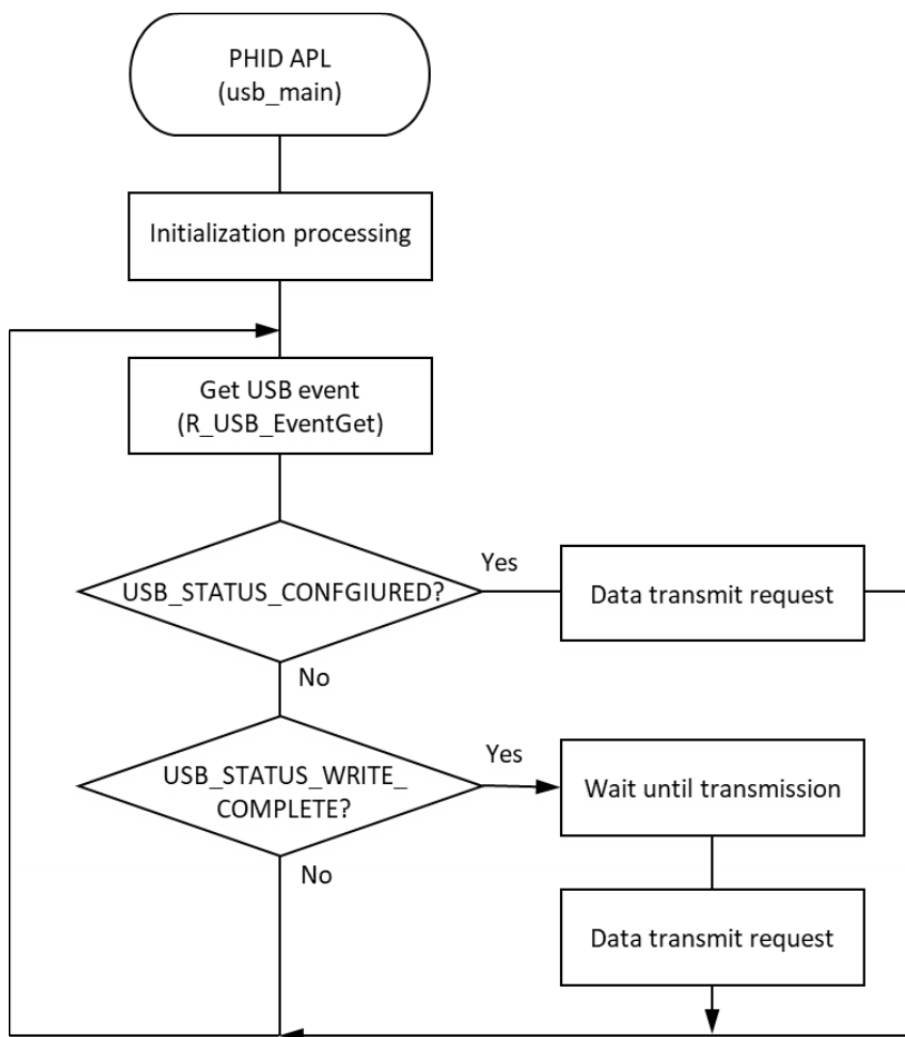 PHID APL
(usb_main)
Initialization processing
Get USB event
(R_USB_EventGet)
USB_STATUS_CONFGIURED?
Yes
Data transmit request
No
USB_STATUS_WRITE_
COMPLETE?
Yes
Wait until transmission
No
Data transmit request